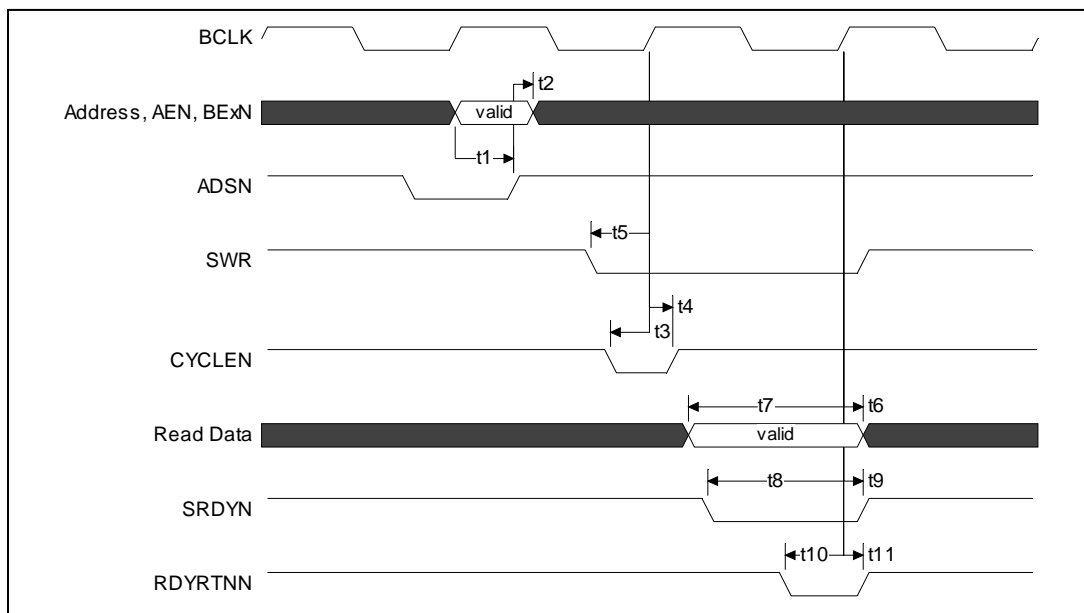 BCLK
t2
Address, AEN, BExN
valid
t1
ADSN
t5
SWR
t4
t3
CYCLEN
t7
t6
Read Data
valid
t8
t9
SRDYN
t10
t11
RDYRTNN